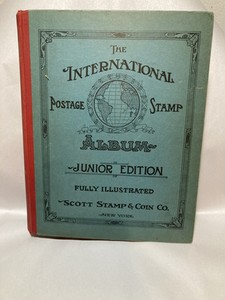 THE
INTERNATIONAL
POSTAGE STAMP
ALBUM
JUNIOR EDITION
FULLY ILLUSTRATED
SCOTT STAMP & COIN CO.
NEW YORK.